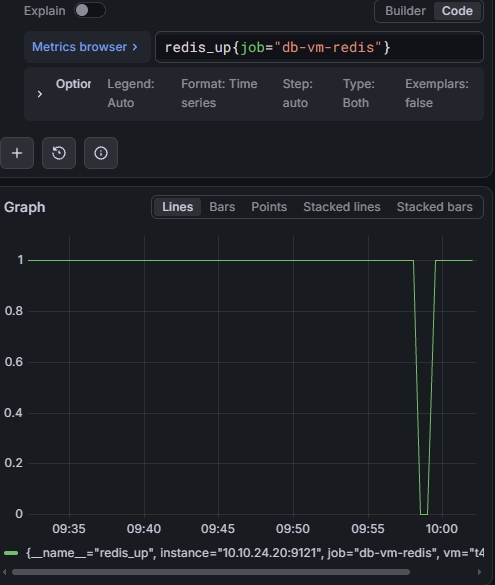 Explain Builder Code
Metrics browser > redis_up{job="db-vm-redis"}
> Option Legend: Auto Format: Time series Step: auto Type: Both Exemplars: false
Graph Lines Bars Points Stacked lines Stacked bars
1
0.8
0.6
0.4
0.2
0
09:35 09:40 09:45 09:50 09:55 10:00
{__name__="redis_up", instance="10.10.24.20:9121", job="db-vm-redis", vm="t4